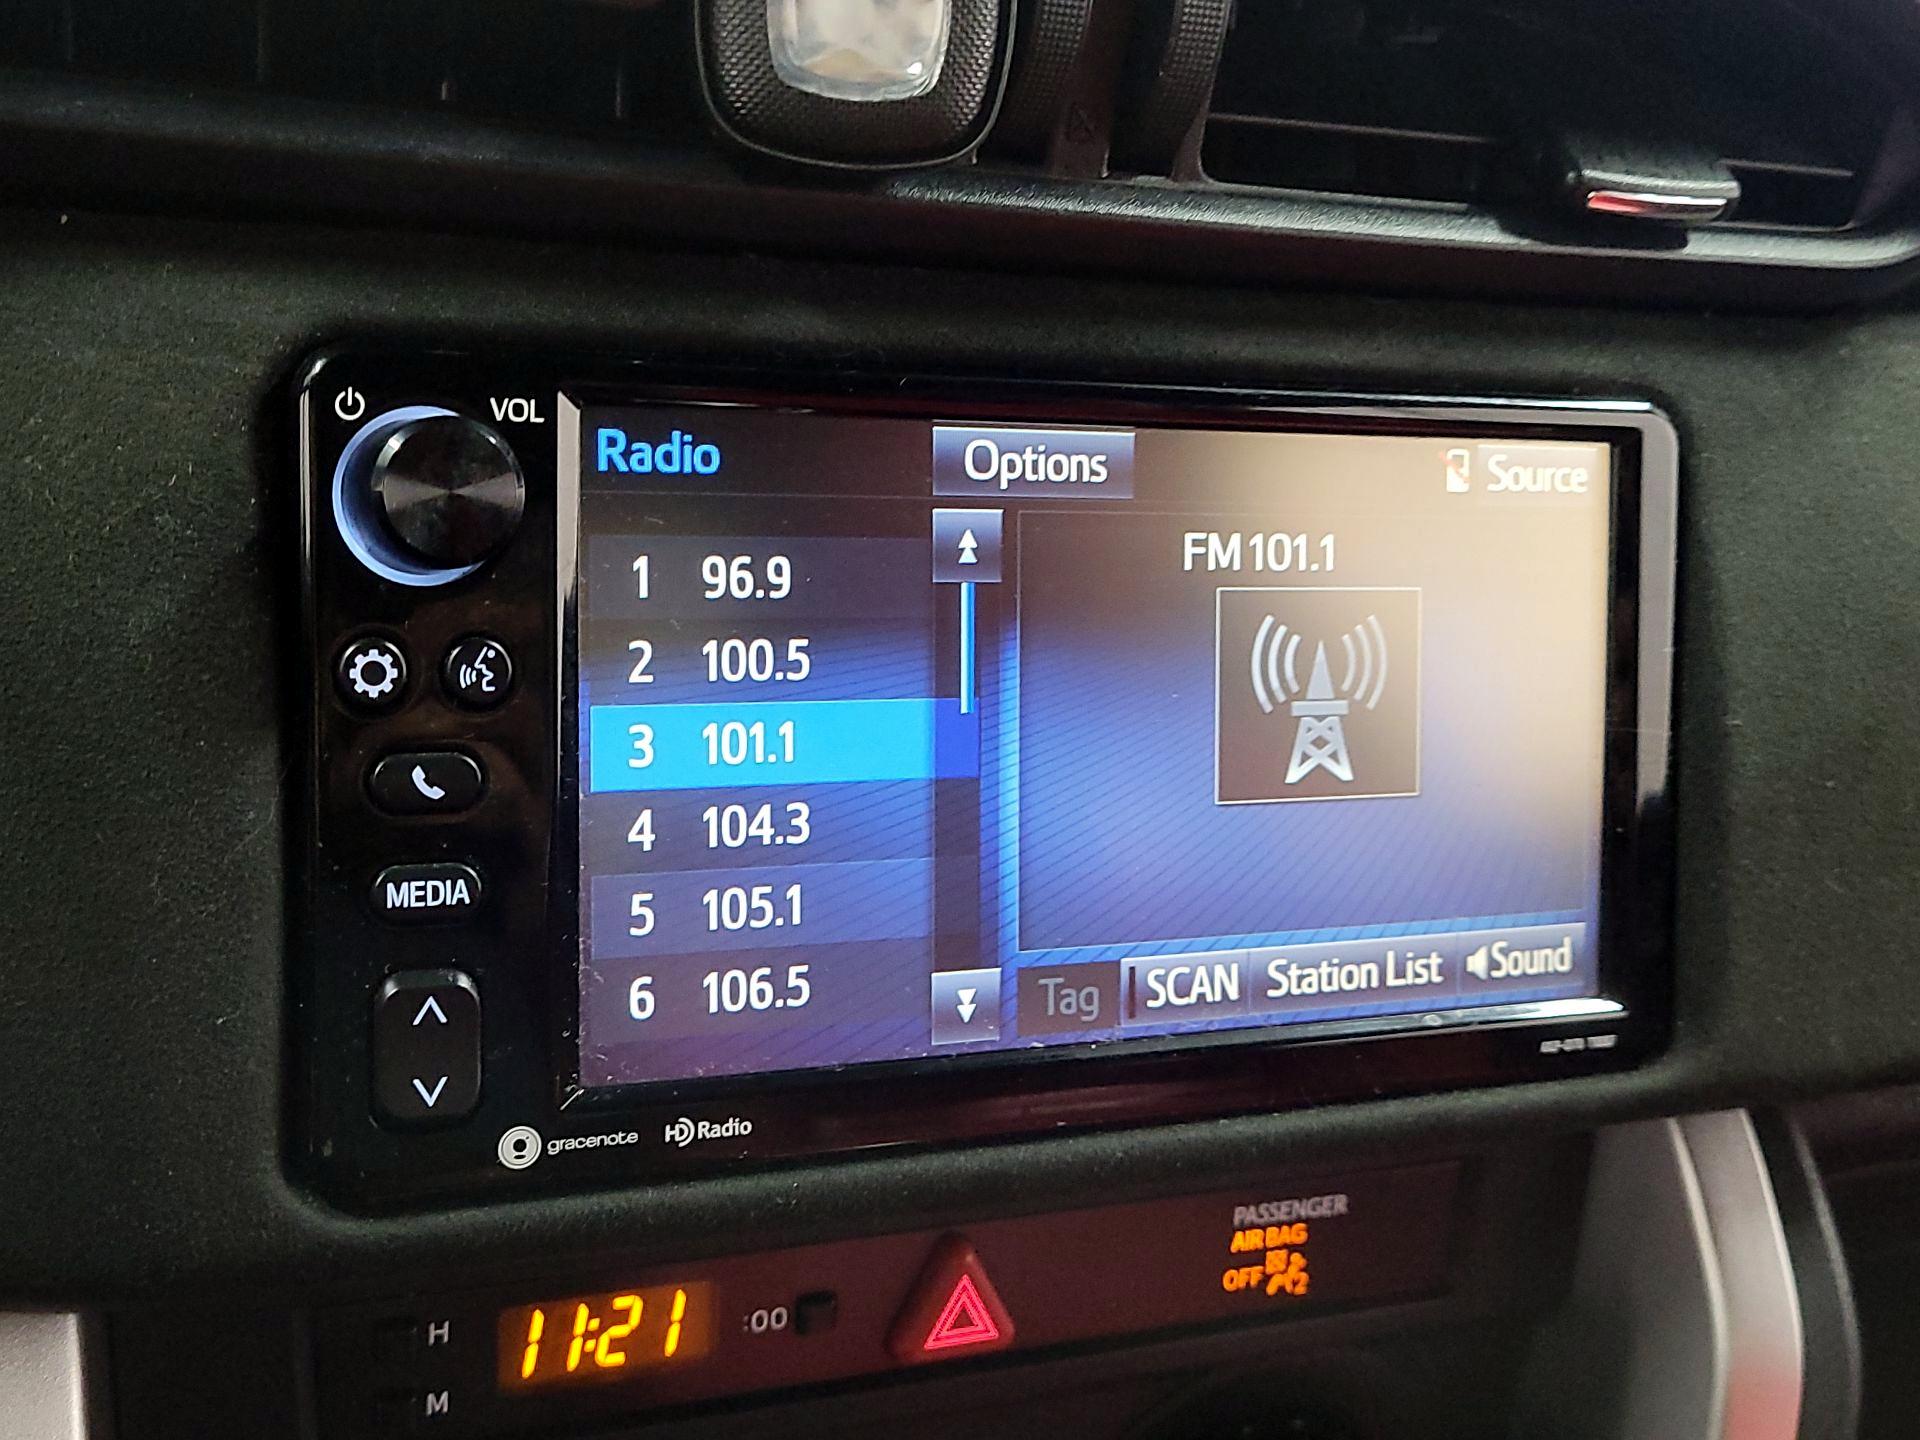 VOL
Radio
Options
Source
1 96.9
2 100.5
3 101.1
4 104.3
5 105.1
6 106.5
FM 101.1
Tag
SCAN
Station List
Sound
MEDIA
gracenote
HD Radio
PASSENGER
AIR BAG
OFF
H
11:21
:00
M